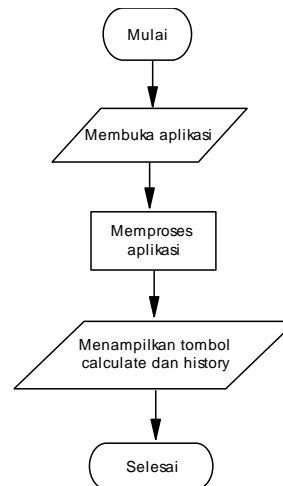 Mulai
Membuka aplikasi
Memproses
aplikasi
Menampilkan tombol
calculate dan history
Selesai